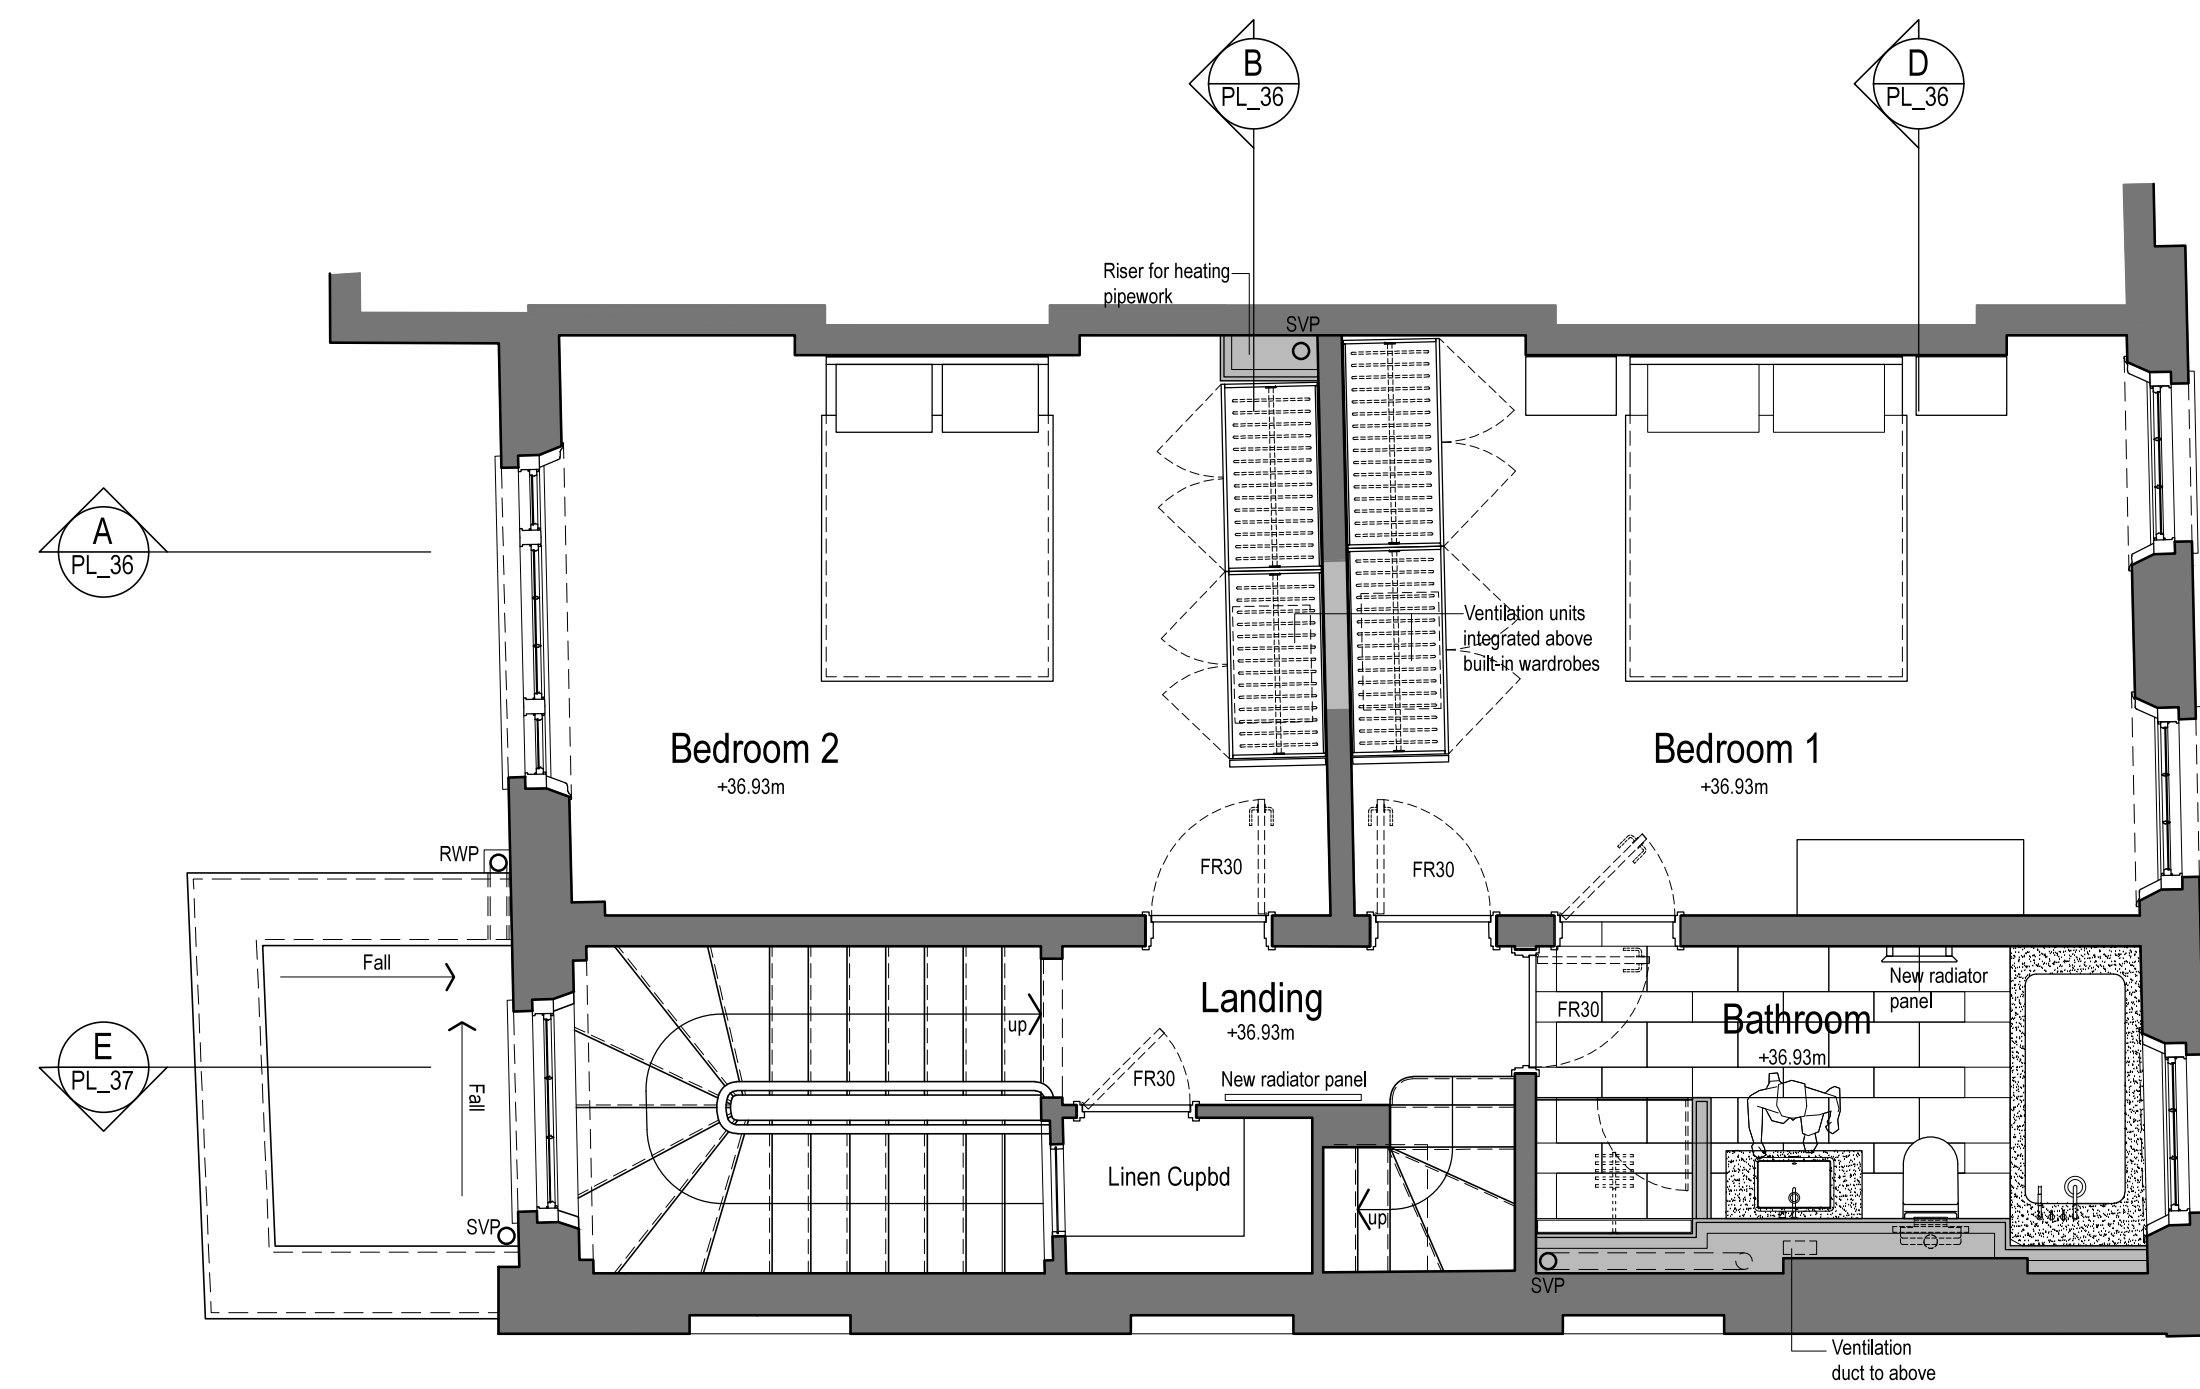 B
PL_36
D
PL_36
Riser for heating
pipework
SVP
A
PL_36
Ventilation units
integrated above
built-in wardrobes
Bedroom 2
+36.93m
Bedroom 1
+36.93m
RWP
FR30
FR30
Fall
Fall
up
Landing
+36.93m
FR30
New radiator
panel
Bathroom
+36.93m
E
PL_37
FR30
New radiator panel
Linen Cupbd
up
SVP
SVP
Ventilation
duct to above